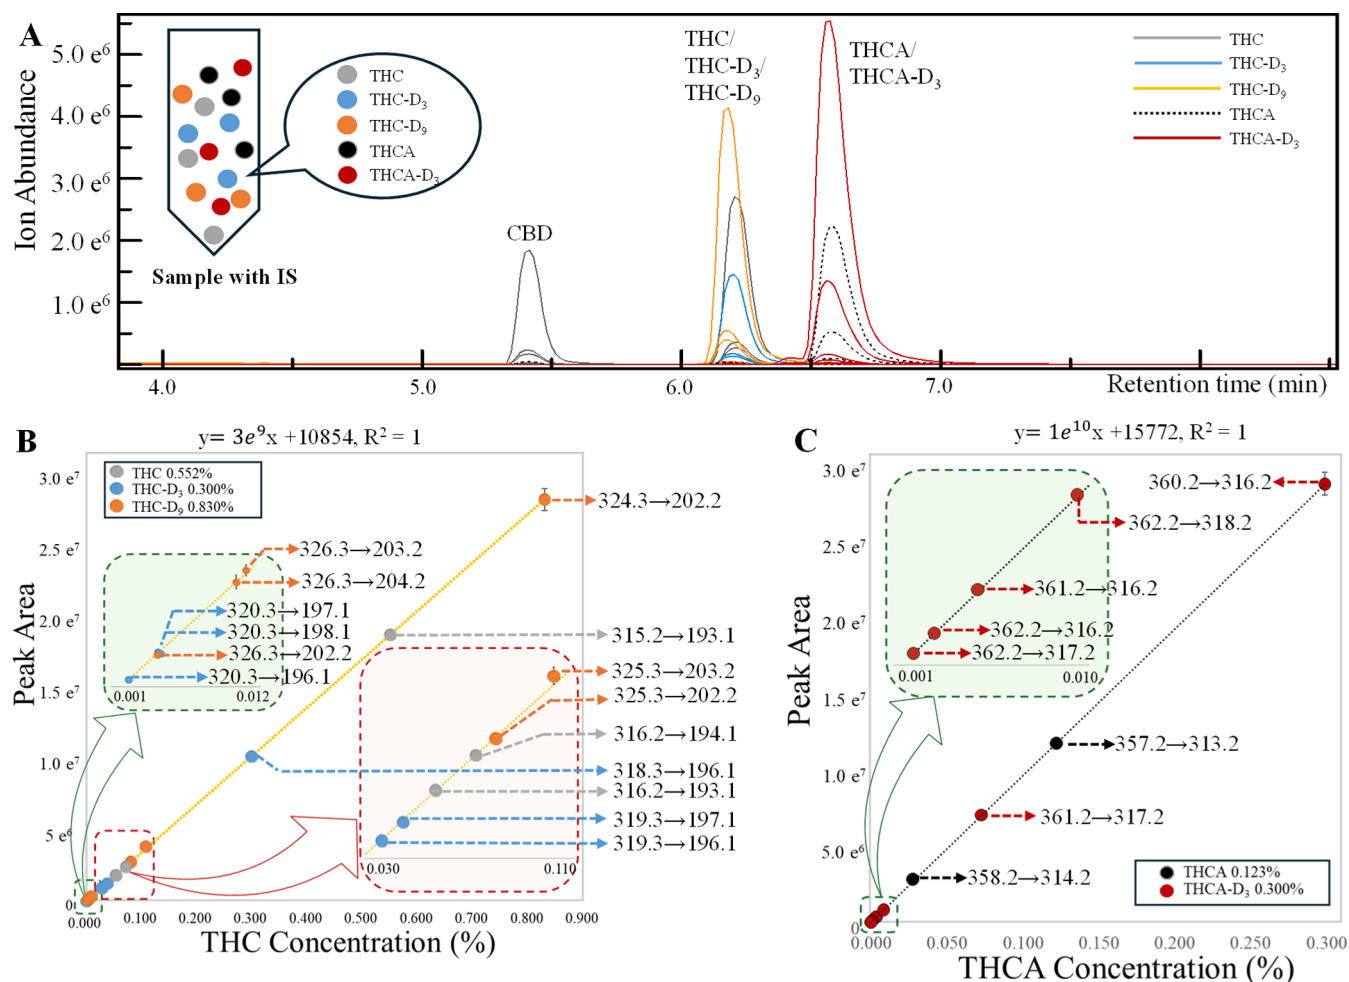 A
Ion Abundance
5.0 e⁶
4.0 e⁶
3.0 e⁶
2.0 e⁶
1.0 e⁶
THC
THC-D₃
THC-D₉
THCA
THCA-D₃
Sample with IS
CBD
THC/
THC-D₃/
THC-D₉
THCA/
THCA-D₃
THC
THC-D₃
THC-D₉
THCA
THCA-D₃
4.0 5.0 6.0 7.0 Retention time (min)
B
y= 3e⁹x +10854, R² = 1
THC 0.552%
THC-D₃ 0.300%
THC-D₉ 0.830%
Peak Area
3.0 e⁷
2.5 e⁷
2.0 e⁷
1.5 e⁷
1.0 e⁷
5 e⁶
0
324.3→202.2
326.3→203.2
326.3→204.2
320.3→197.1
320.3→198.1
326.3→202.2
320.3→196.1
0.001 0.012
315.2→193.1
325.3→203.2
325.3→202.2
316.2→194.1
318.3→196.1
316.2→193.1
319.3→197.1
319.3→196.1
0.030 0.110
0.000 0.100 0.200 0.300 0.400 0.500 0.600 0.700 0.800 0.900
THC Concentration (%)
C
y= 1e¹⁰x +15772, R² = 1
Peak Area
3.0 e⁷
2.5 e⁷
2.0 e⁷
1.5 e⁷
1.0 e⁷
5.0 e⁶
0
360.2→316.2
362.2→318.2
361.2→316.2
362.2→316.2
362.2→317.2
0.001 0.010
357.2→313.2
361.2→317.2
358.2→314.2
THCA 0.123%
THCA-D₃ 0.300%
0.000 0.050 0.100 0.150 0.200 0.250 0.300
THCA Concentration (%)